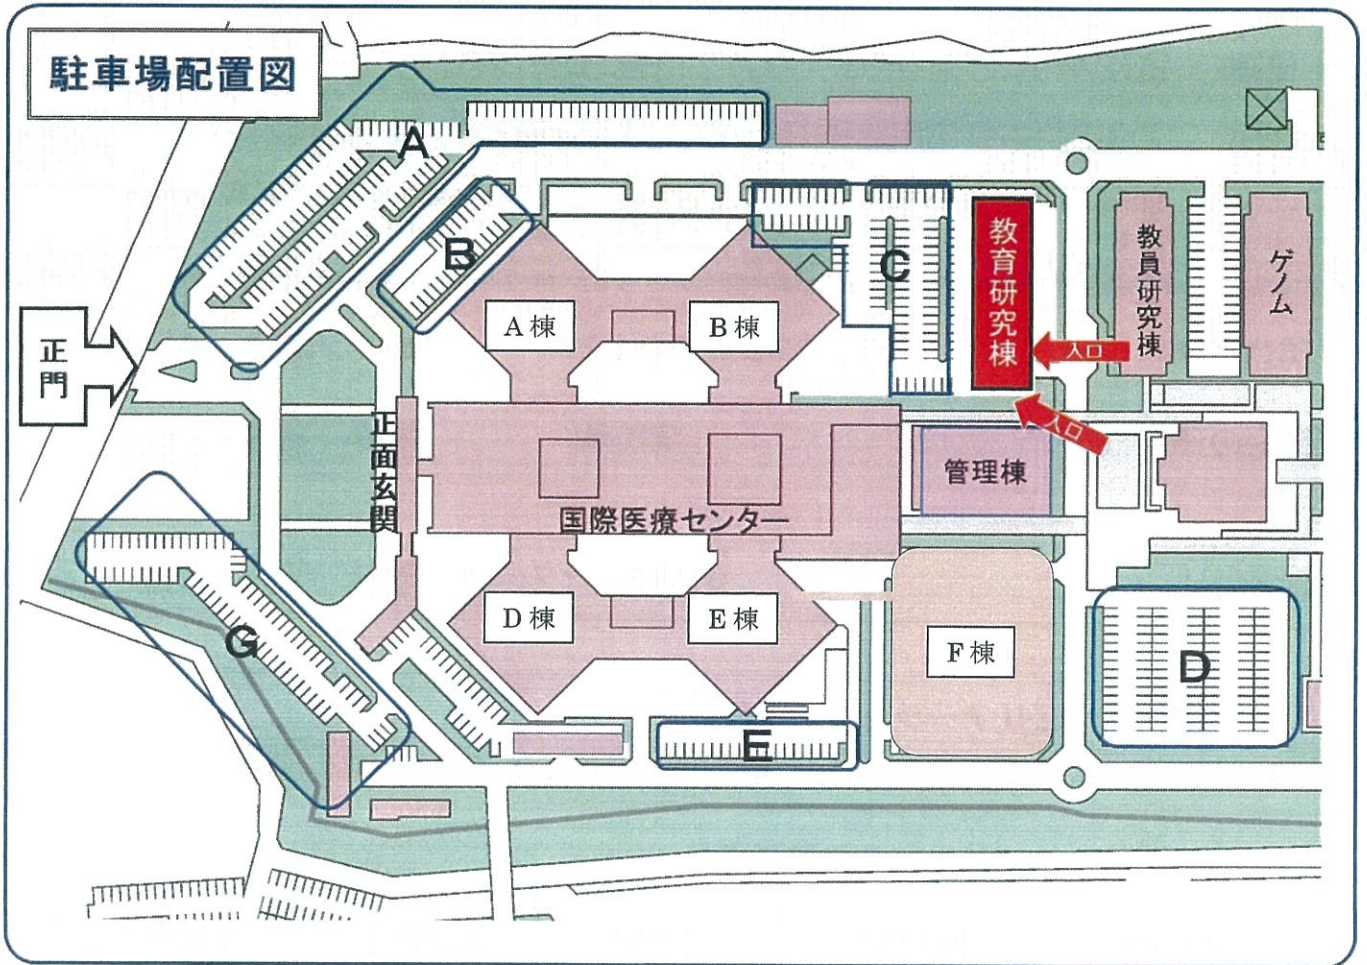 駐車場配置図
A
B
C
教育研究棟
教員研究棟
ゲノム
A棟
B棟
入口
正門
入口
正面玄関
管理棟
国際医療センター
D棟
E棟
F棟
G
D
E